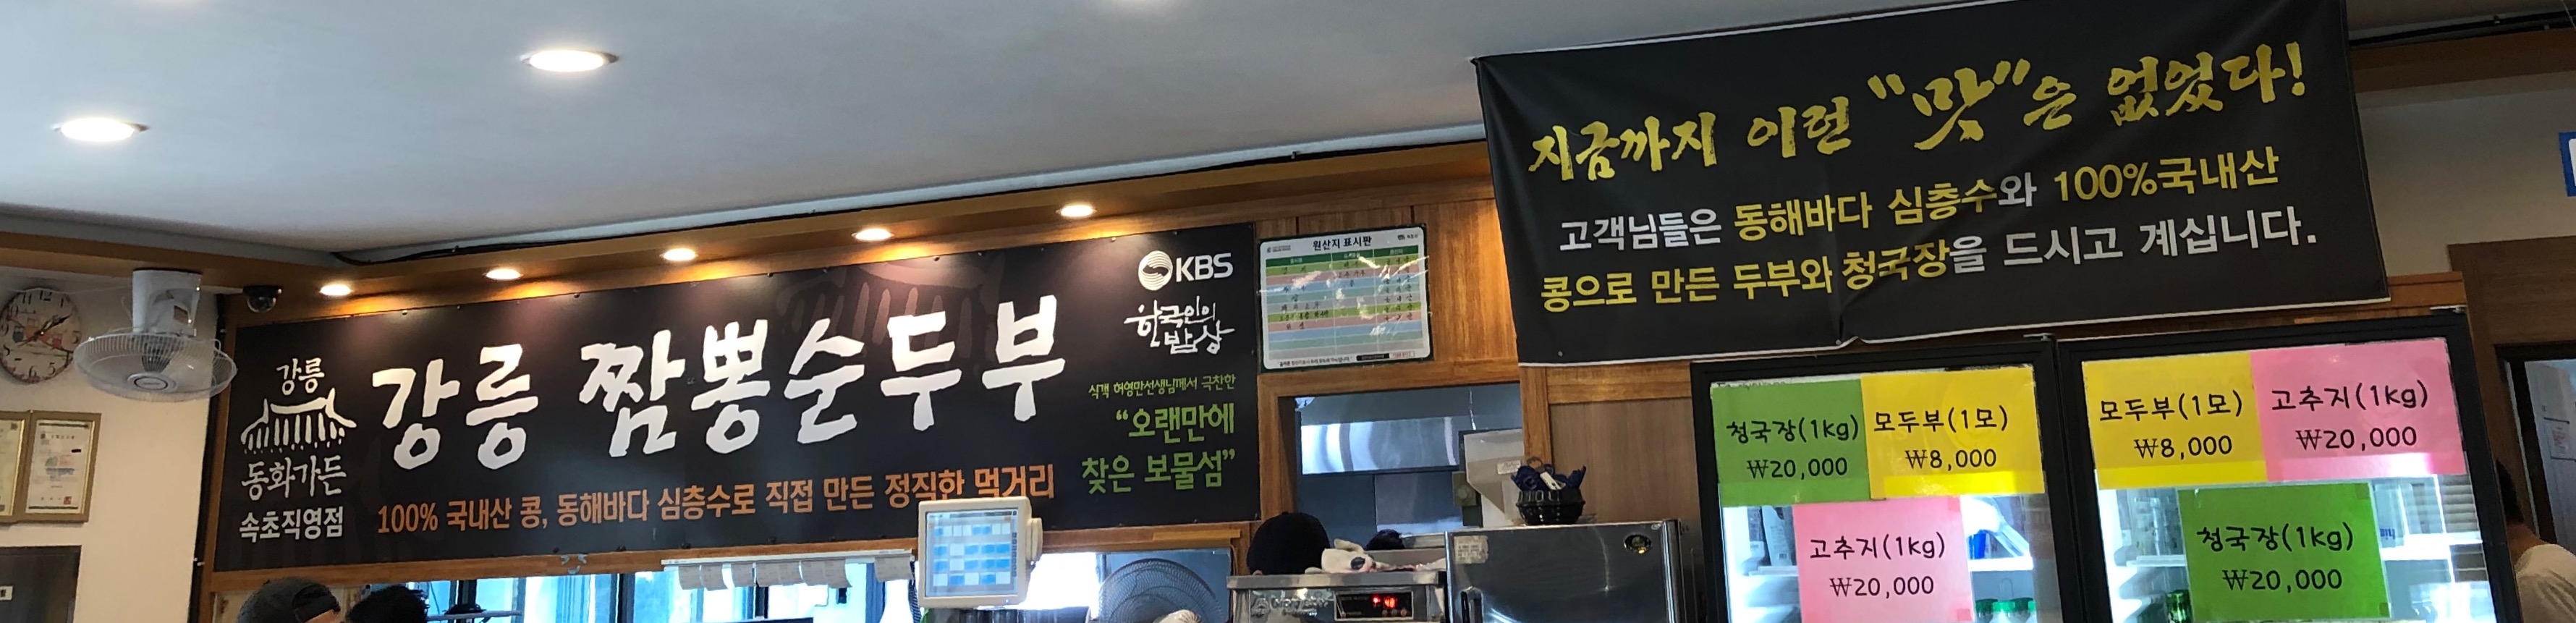 강릉
동화가든
속초직영점
강릉 짬뽕순두부
100% 국내산 콩, 동해바다 심층수로 직접 만든 정직한 먹거리
KBS
한국인의
밥상
식객 허영만선생님께서 극찬한
“오랜만에
찾은 보물섬”
원산지 표시판
지금까지 이런 “맛”은 없었다!
고객님들은 동해바다 심층수와 100%국내산
콩으로 만든 두부와 청국장을 드시고 계십니다.
청국장(1kg)
₩20,000
모두부(1모)
₩8,000
고추지(1kg)
₩20,000
모두부(1모)
₩8,000
고추지(1kg)
₩20,000
청국장(1kg)
₩20,000